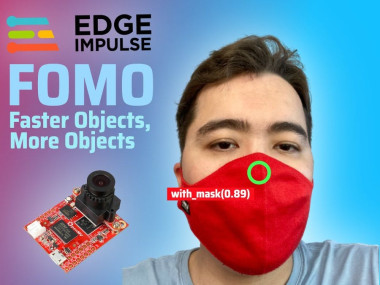 EDGE
IMPULSE
FOMO
Faster Objects,
More Objects
with_mask(0.89)